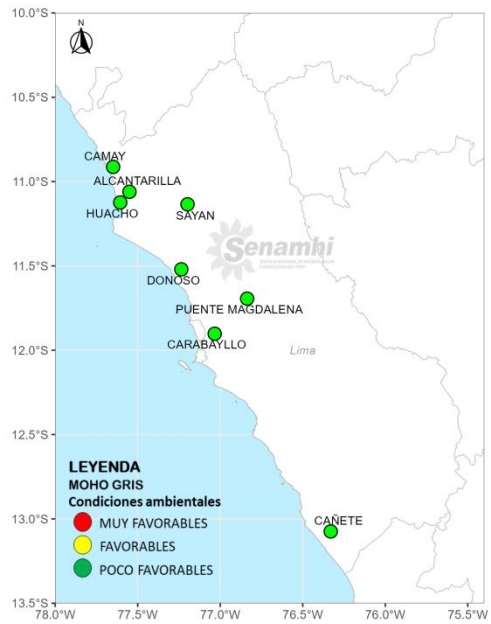 10.0°S
N
10.5°S
CAMAY
ALCANTARILLA
11.0°S
HUACHO
SAYAN
Senamhi
11.5°S
DONOSO
PUENTE MAGDALENA
CARABAYLLO
12.0°S
Lima
12.5°S
LEYENDA
MOHO GRIS
Condiciones ambientales
13.0°S
CAÑETE
MUY FAVORABLES
FAVORABLES
POCO FAVORABLES
13.5°S
78.0°W 77.5°W 77.0°W 76.5°W 76.0°W 75.5°W